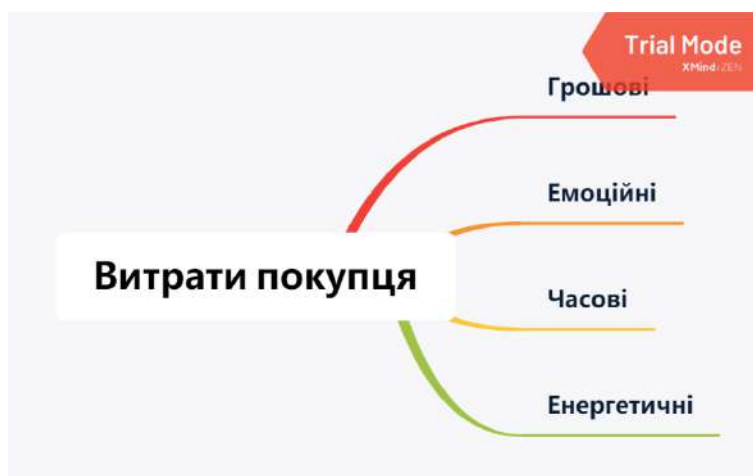 Trial Mode
XMind:ZEN
Грошові
Емоційні
Витрати покупця
Часові
Енергетичні